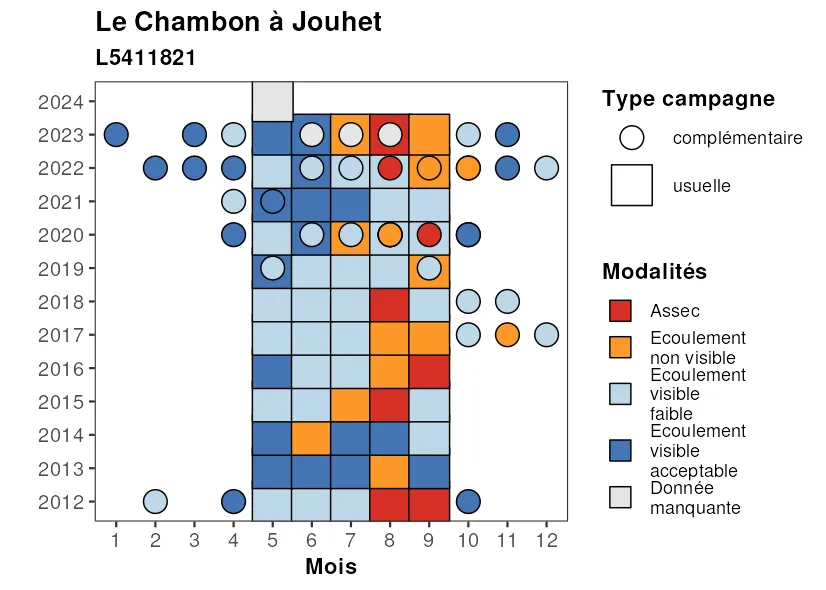 Le Chambon à Jouhet
L5411821
2024
2023
2022
2021
2020
2019
2018
2017
2016
2015
2014
2013
2012
1 2 3 4 5 6 7 8 9 10 11 12
Mois
Type campagne
complémentaire
usuelle
Modalités
Assec
Ecoulement
non visible
Ecoulement
visible
faible
Ecoulement
visible
acceptable
Donnée
manquante